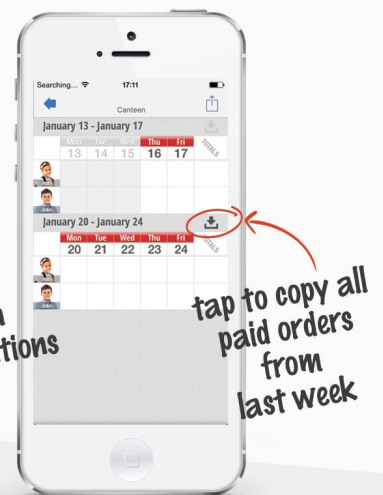 Searching... 17:11
Canteen
January 13 - January 17
Mon Tue Wed Thu Fri TOTALS
13 14 15 16 17
January 20 - January 24
Mon Tue Wed Thu Fri TOTALS
20 21 22 23 24
Jake
tap to copy all
paid orders
from
last week